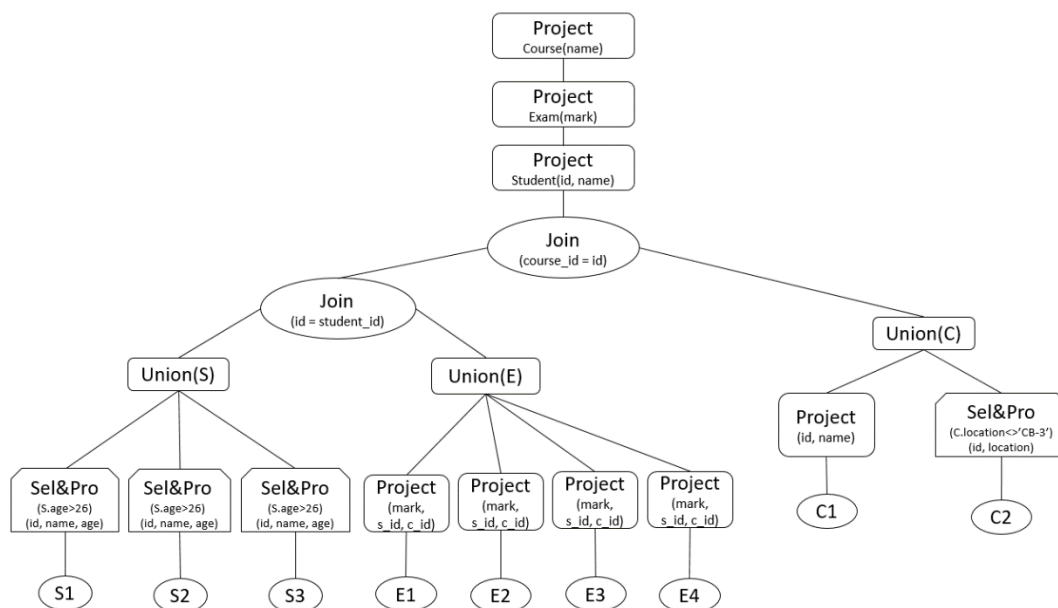 Project
Course(name)
Project
Exam(mark)
Project
Student(id, name)
Join
(course_id = id)
Join
(id = student_id)
Union(C)
Union(S)
Union(E)
Project
(id, name)
Sel&Pro
(C.location<>'CB-3')
(id, location)
Sel&Pro
(S.age>26)
(id, name, age)
Sel&Pro
(S.age>26)
(id, name, age)
Sel&Pro
(S.age>26)
(id, name, age)
Project
(mark,
s_id, c_id)
Project
(mark,
s_id, c_id)
Project
(mark,
s_id, c_id)
Project
(mark,
s_id, c_id)
C1
C2
S1
S2
S3
E1
E2
E3
E4